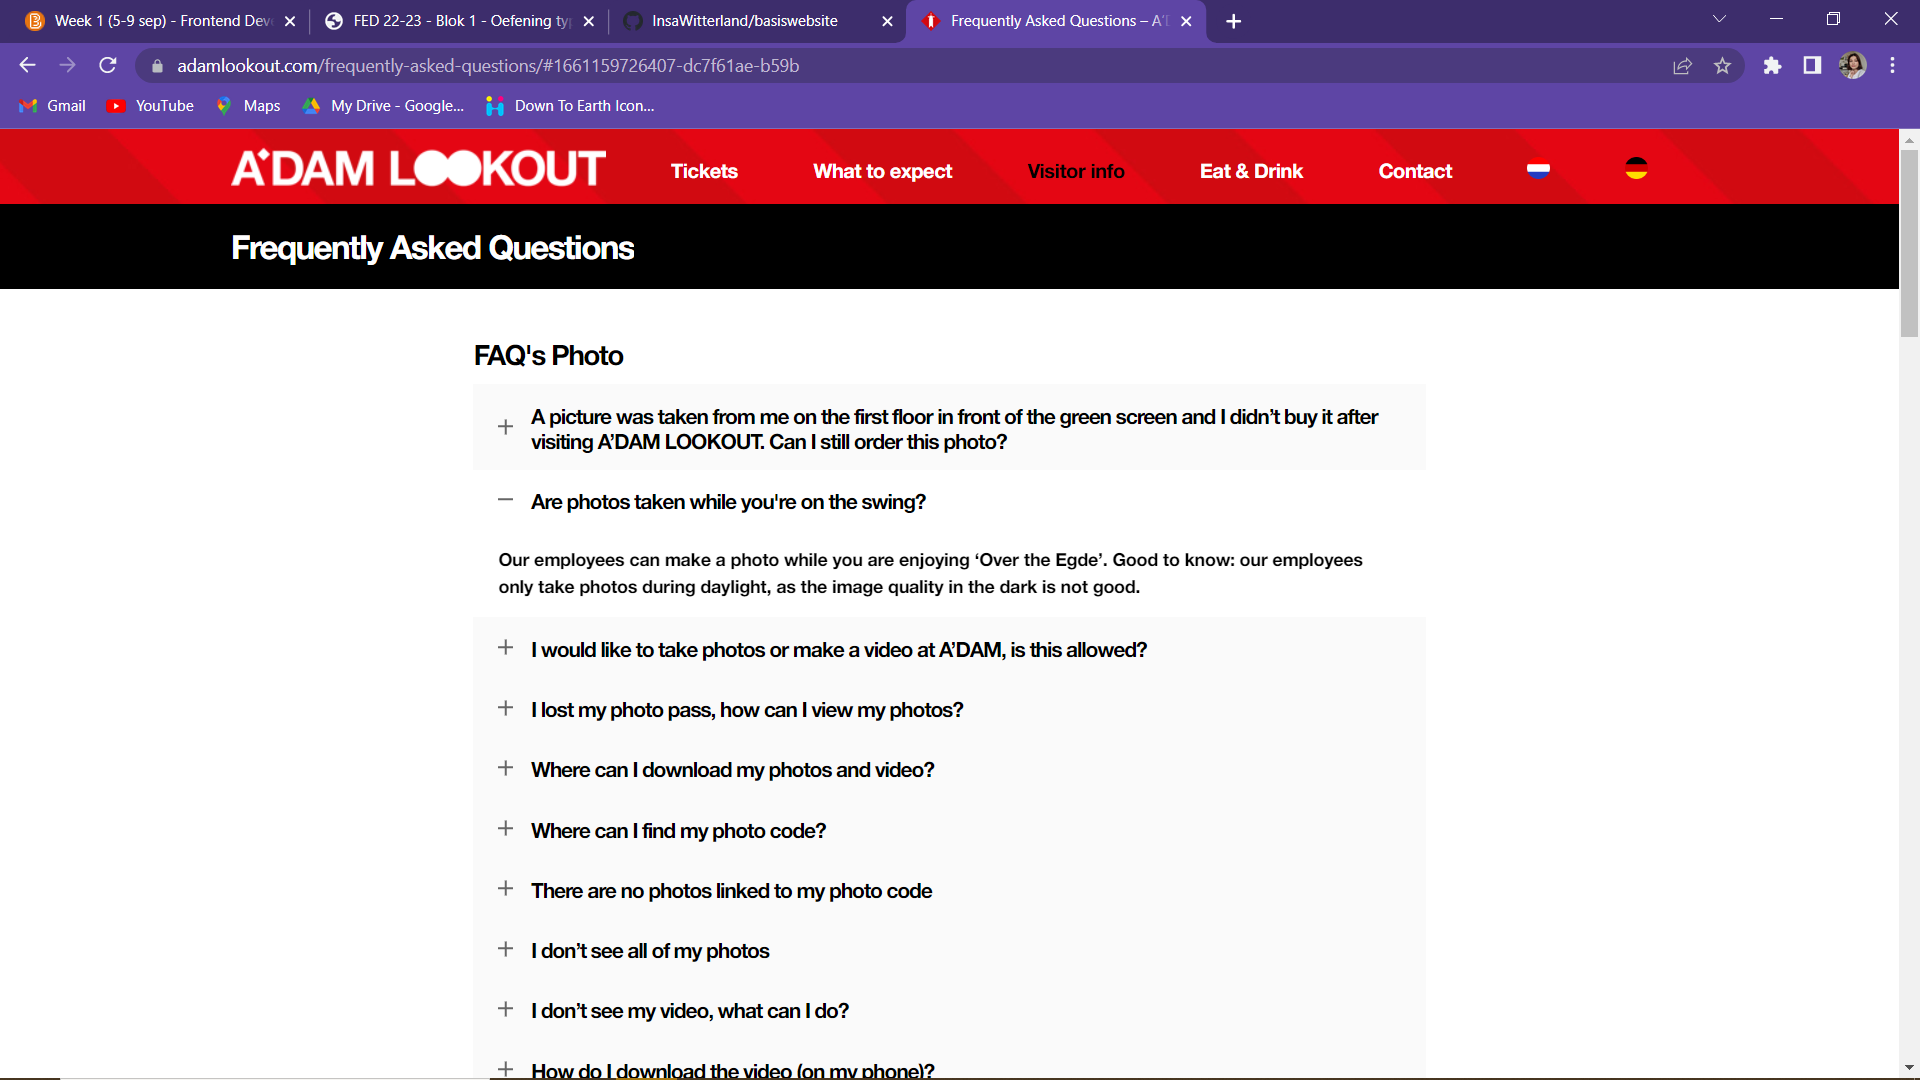 Week 1 (5-9 sep) - Frontend Dev
FED 22-23 - Blok 1 - Oefening typ
InsaWitterland/basiswebsite
Frequently Asked Questions – A'D
adamlookout.com/frequently-asked-questions/#1661159726407-dc7f61ae-b59b
Gmail
YouTube
Maps
My Drive - Google...
Down To Earth Icon...
A'DAM LOOKOUT
Tickets
What to expect
Visitor info
Eat & Drink
Contact
Frequently Asked Questions
FAQ's Photo
A picture was taken from me on the first floor in front of the green screen and I didn’t buy it after
visiting A’DAM LOOKOUT. Can I still order this photo?
Are photos taken while you're on the swing?
Our employees can make a photo while you are enjoying ‘Over the Egde’. Good to know: our employees
only take photos during daylight, as the image quality in the dark is not good.
I would like to take photos or make a video at A’DAM, is this allowed?
I lost my photo pass, how can I view my photos?
Where can I download my photos and video?
Where can I find my photo code?
There are no photos linked to my photo code
I don’t see all of my photos
I don’t see my video, what can I do?
How do I download the video (on my phone)?